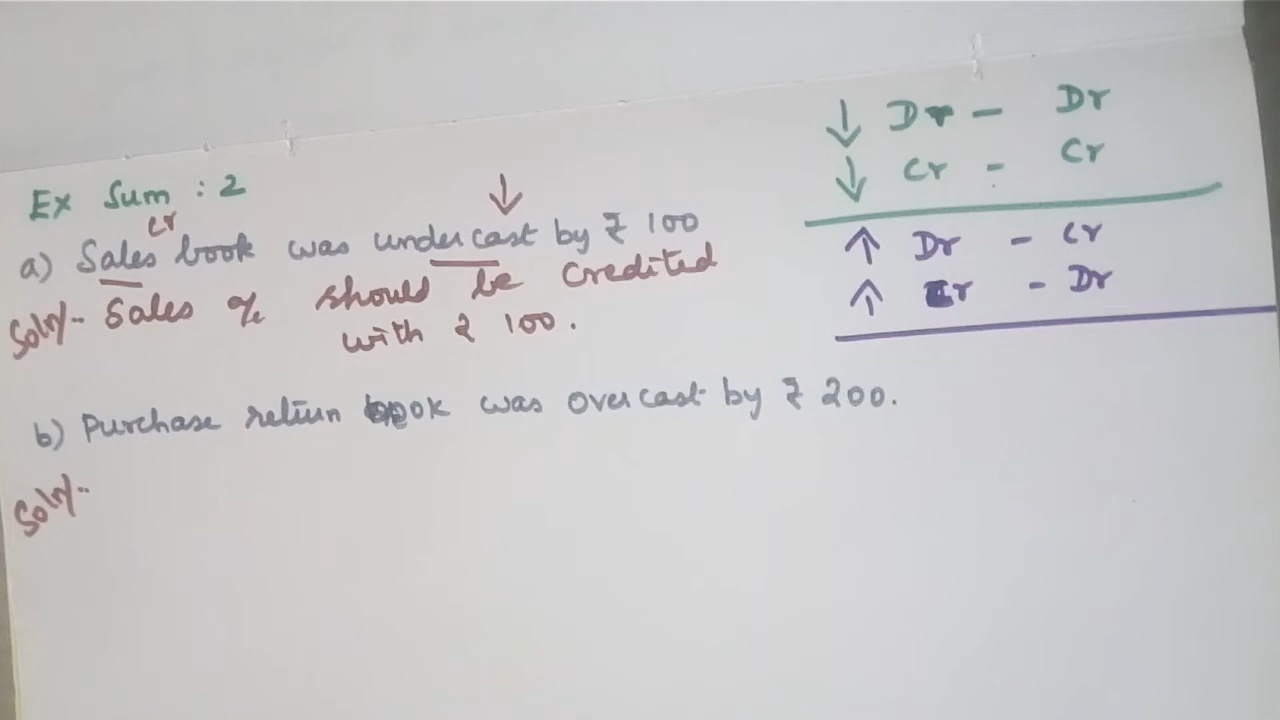 Ex Sum : 2
cr ↓
a) Sales book was undercast by ₹ 100
Soln/- Sales a/c should be Credited
with ₹ 100.
b) Purchase return book was overcast by ₹ 200.
Soln/-
↓ Dr - Dr
↓ Cr - Cr
↑ Dr - Cr
↑ Cr - Dr